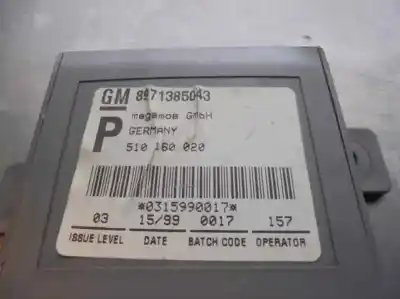 GM 8971385043
megamos GmbH
P GERMANY
510 160 020
*0315990017*
03 15/99 0017 157
ISSUE LEVEL DATE BATCH CODE OPERATOR